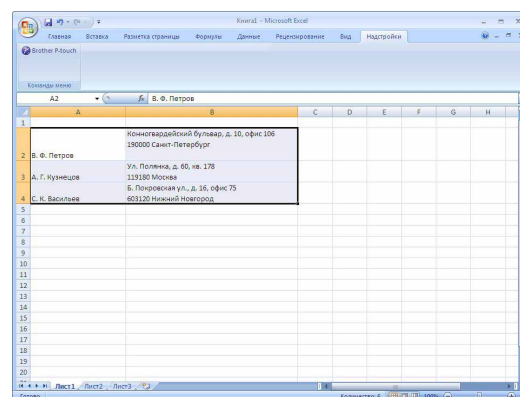 Книга1 - Microsoft Excel
Главная Вставка Разметка страницы Формулы Данные Рецензирование Вид Надстройки
Brother P-touch
Команды меню
A2 fx В. Ф. Петров
A B C D E F G H
1
Конногвардейский бульвар, д. 10, офис 106
190000 Санкт-Петербург
2 В. Ф. Петров
Ул. Полянка, д. 60, кв. 178
3 А. Г. Кузнецов 119180 Москва
Б. Покровская ул., д. 16, офис 75
4 С. К. Васильев 603120 Нижний Новгород
5
6
7
8
9
10
11
12
13
14
15
16
17
18
19
20
Лист1 Лист2 Лист3
Готово Количество: 6 100%